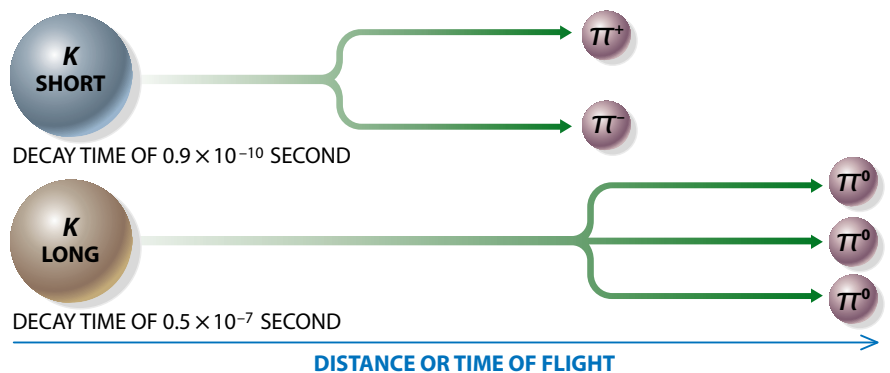 K
SHORT
π⁺
π⁻
DECAY TIME OF 0.9 × 10⁻¹⁰ SECOND
K
LONG
π⁰
π⁰
π⁰
DECAY TIME OF 0.5 × 10⁻⁷ SECOND
DISTANCE OR TIME OF FLIGHT